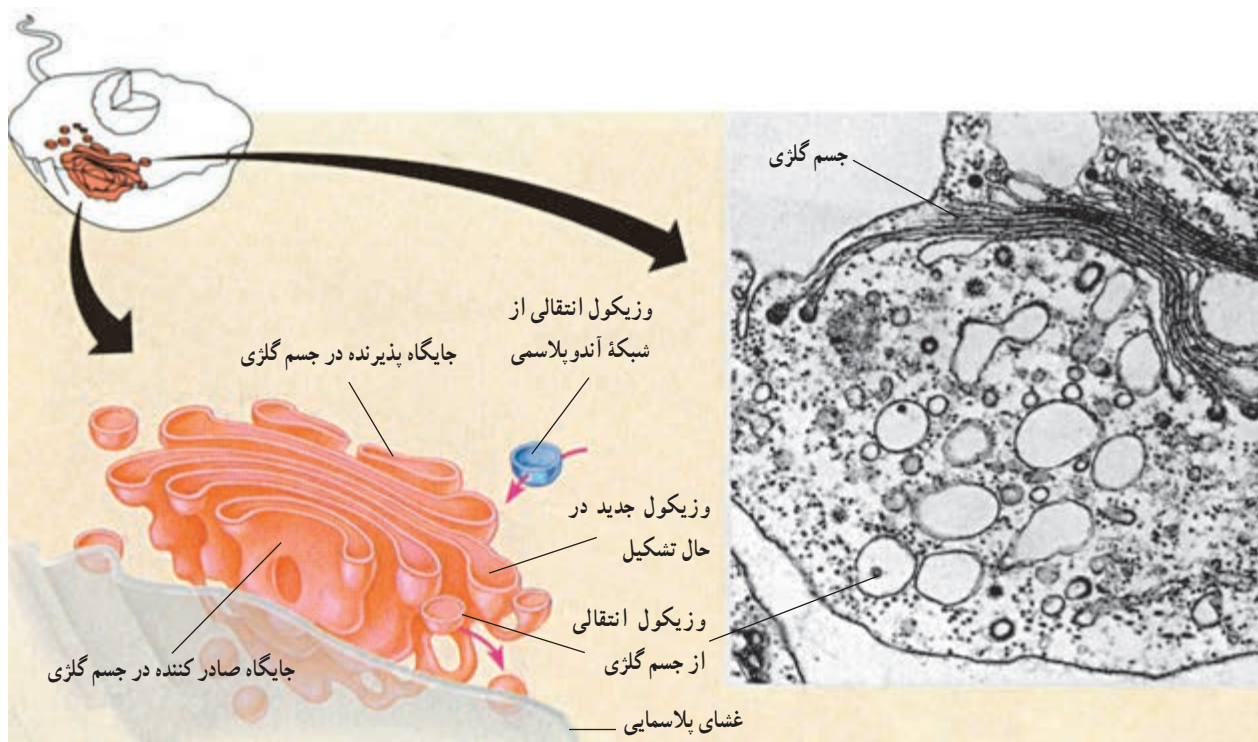 جسم گلژی
وزیکول انتقالی از
شبکهٔ آندوپلاسمی
جایگاه پذیرنده در جسم گلژی
وزیکول جدید در
حال تشکیل
وزیکول انتقالی
از جسم گلژی
جایگاه صادر کننده در جسم گلژی
غشای پلاسمایی